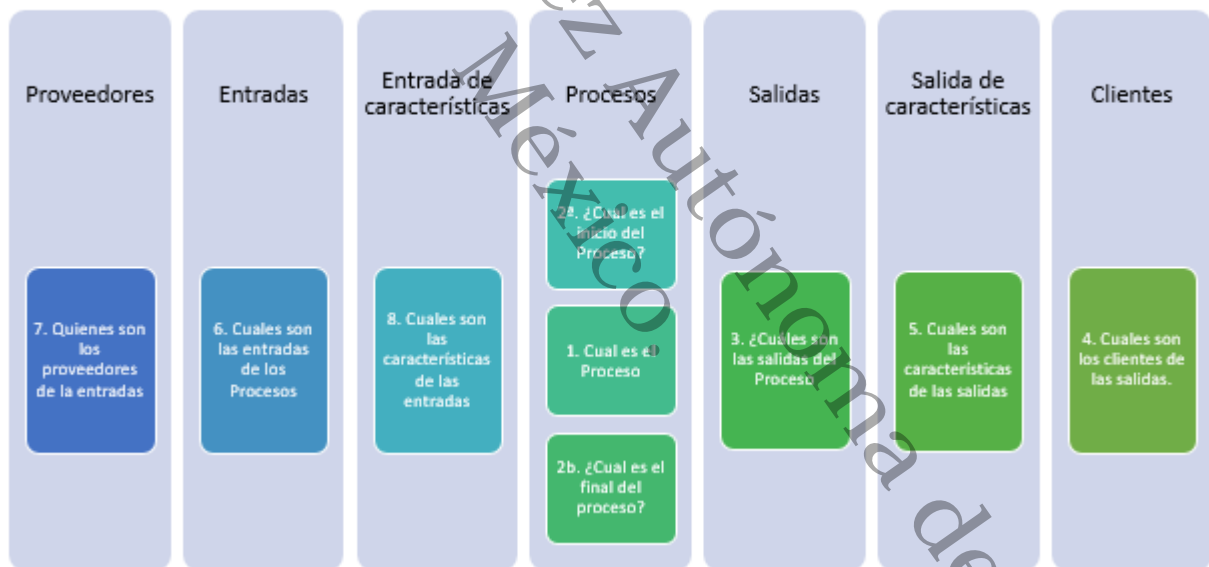 Proveedores
Entradas
Entrada de
características
Procesos
Salidas
Salida de
características
Clientes
7. Quienes son
los
proveedores
de la entradas
6. Cuales son
las entradas
de los
Procesos
8. Cuales son
las
características
de las
entradas
2ª. ¿Cual es el
inicio del
Proceso?
1. Cual es el
Proceso
2b. ¿Cual es el
final del
proceso?
3. ¿Cuales son
las salidas del
Proceso
5. Cuales son
las
características
de las salidas
4. Cuales son
los clientes de
las salidas.
ez Autónoma de
México.